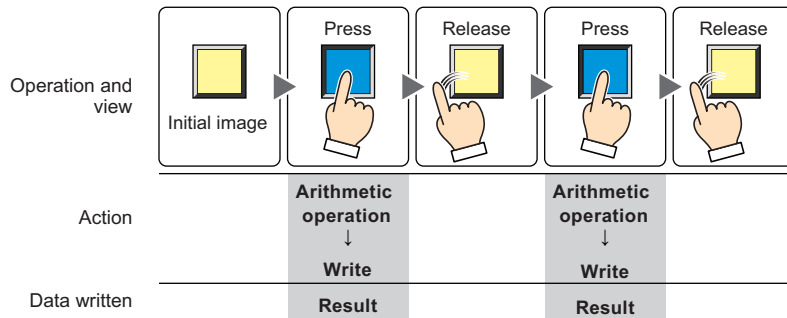 Press
Release
Press
Release
Operation and
view
Initial image
Action
Arithmetic
operation
↓
Write
Arithmetic
operation
↓
Write
Data written
Result
Result